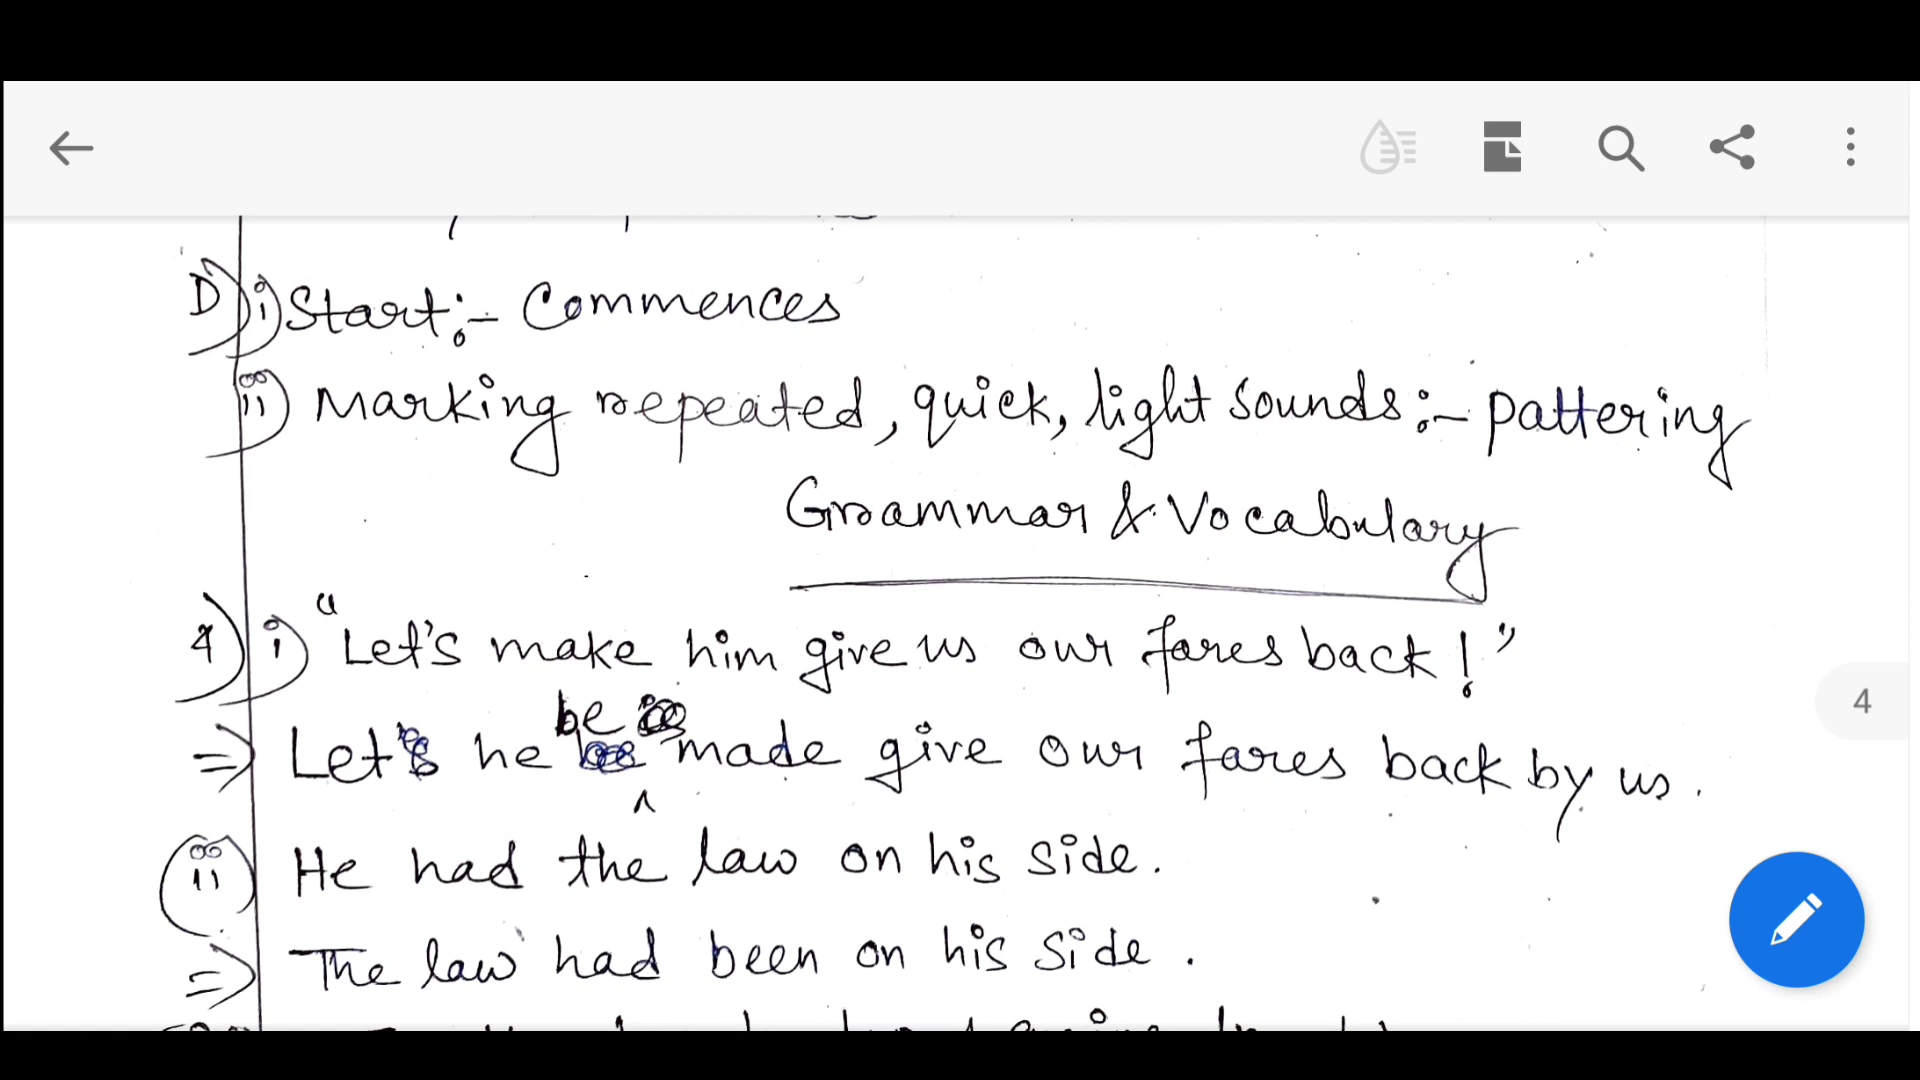 D) i) Start:- Commences
ii) Marking repeated, quick, light sounds:- pattering
Grammar & Vocabulary
i) "Let's make him give us our fares back!"
=> Let he be made give our fares back by us.
ii) He had the law on his side.
=> The law had been on his side.
4